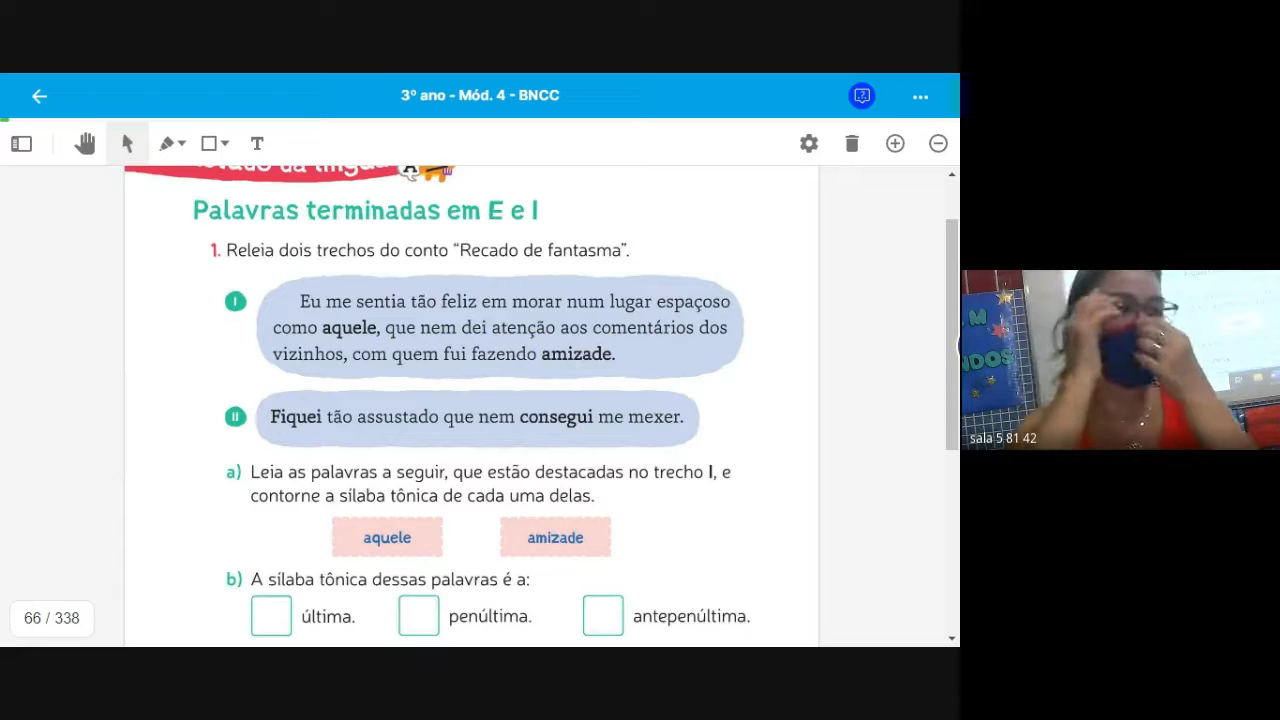 3º ano - Mód. 4 - BNCC
Palavras terminadas em E e I
1. Releia dois trechos do conto “Recado de fantasma”.
I
Eu me sentia tão feliz em morar num lugar espaçoso
como aquele, que nem dei atenção aos comentários dos
vizinhos, com quem fui fazendo amizade.
II
Fiquei tão assustado que nem consegui me mexer.
a) Leia as palavras a seguir, que estão destacadas no trecho I, e
contorne a sílaba tônica de cada uma delas.
aquele amizade
b) A sílaba tônica dessas palavras é a:
última. penúltima. antepenúltima.
66 / 338
M
NDOS
sala 5 81 42